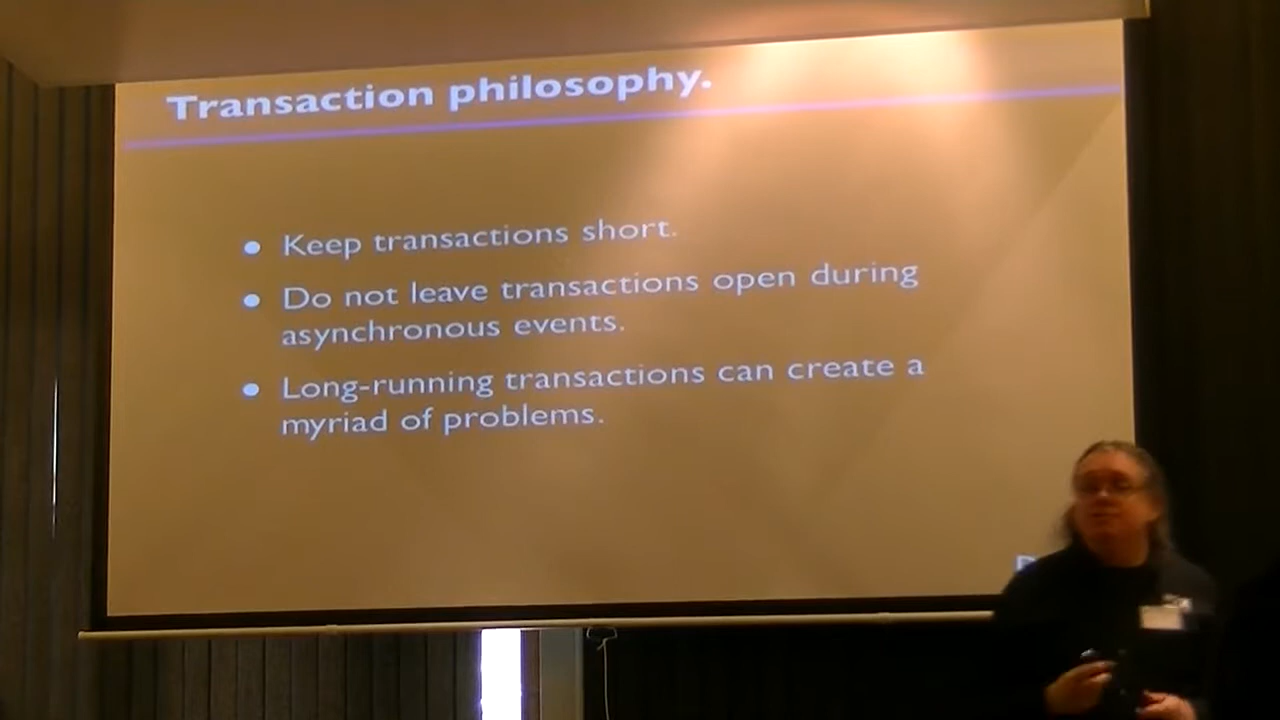 Transaction philosophy.
• Keep transactions short.
• Do not leave transactions open during
asynchronous events.
• Long-running transactions can create a
myriad of problems.